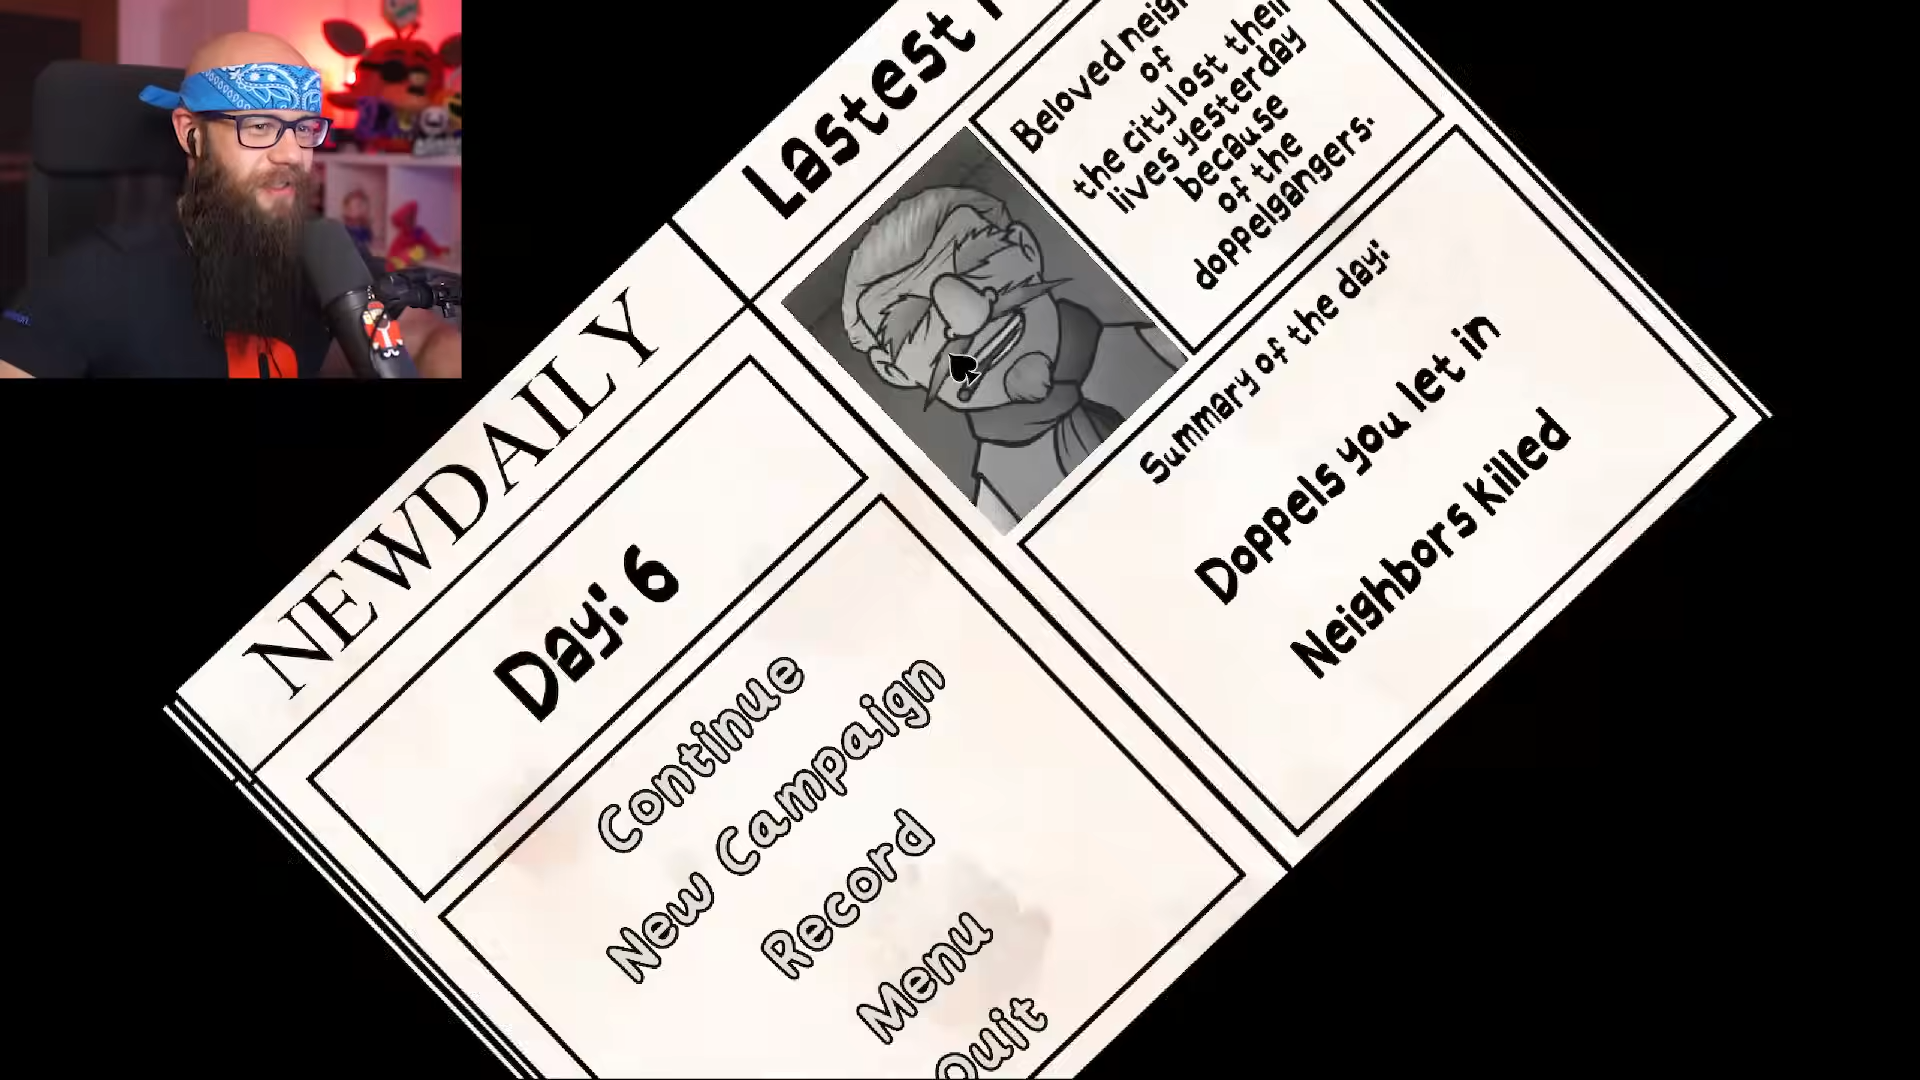 NEWDAILY
Day: 6
Continue
New Campaign
Record
Menu
Quit
Lastest
Beloved neigh
of
the city lost their
lives yesterday
because
of the
doppelgangers.
Summary of the day:
Doppels you let in
Neighbors killed